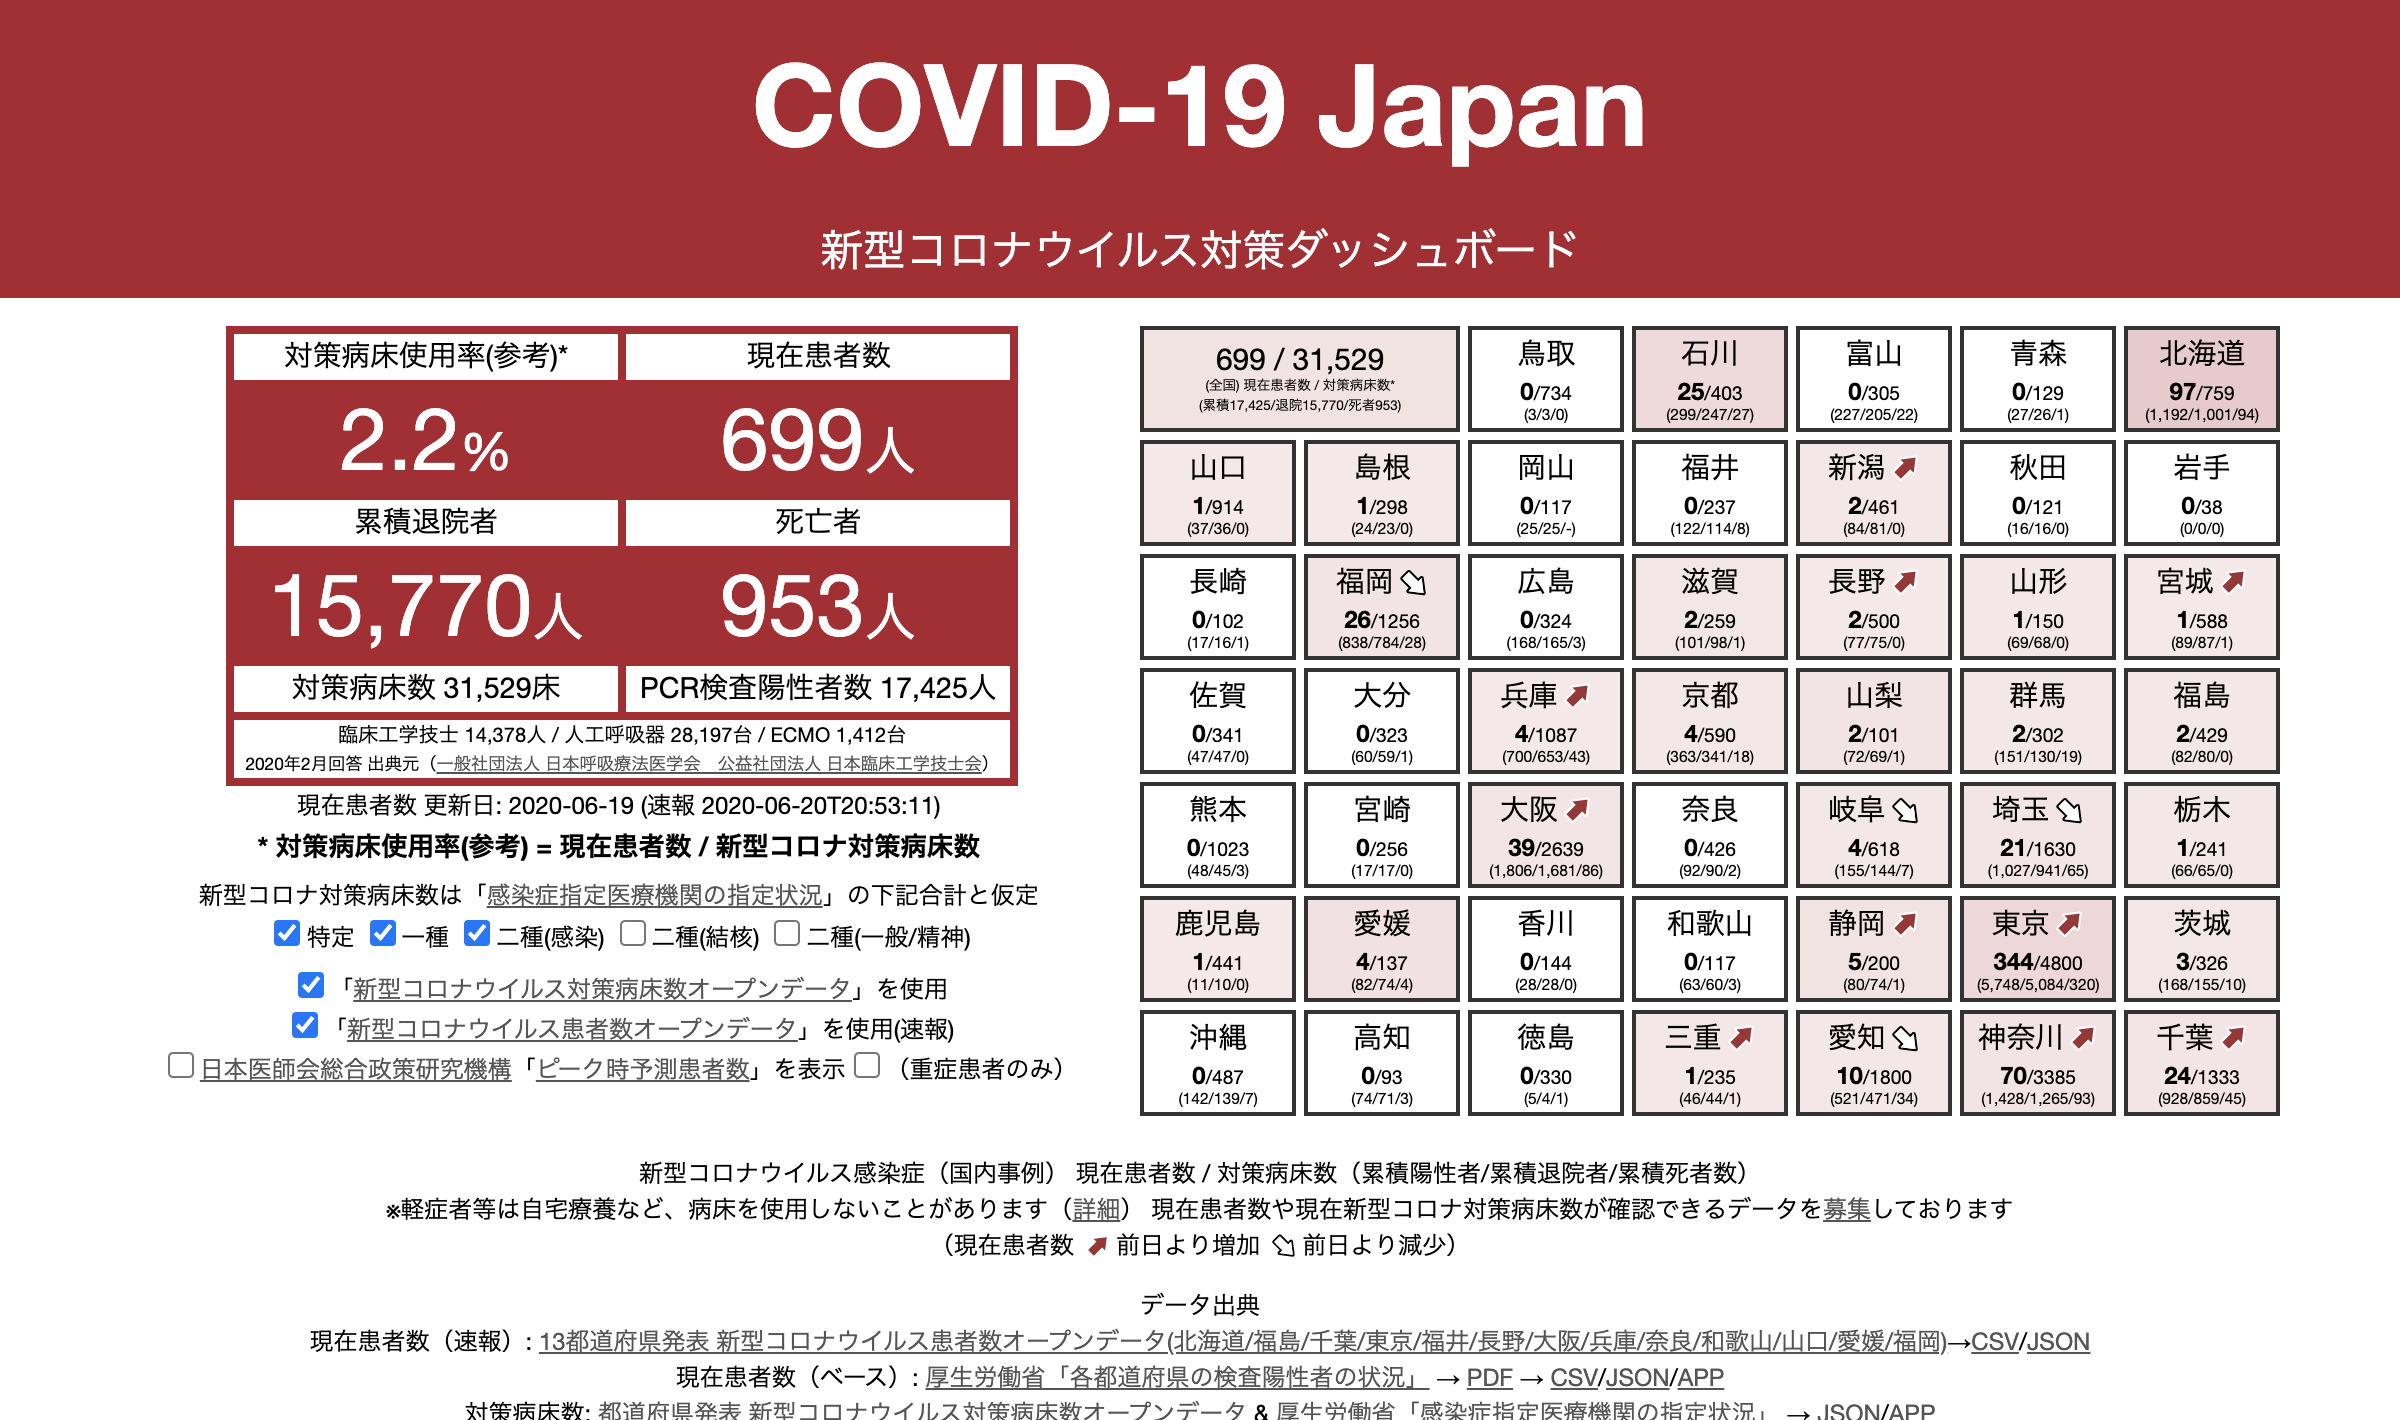 COVID-19 Japan
新型コロナウイルス対策ダッシュボード
対策病床使用率(参考)*
現在患者数
2.2%
699人
累積退院者
死亡者
15,770人
953人
対策病床数 31,529床
PCR検査陽性者数 17,425人
臨床工学技士 14,378人 / 人工呼吸器 28,197台 / ECMO 1,412台
2020年2月回答 出典元（一般社団法人 日本呼吸療法医学会　公益社団法人 日本臨床工学技士会）
現在患者数 更新日: 2020-06-19 (速報 2020-06-20T20:53:11)
* 対策病床使用率(参考) = 現在患者数 / 新型コロナ対策病床数
新型コロナ対策病床数は「感染症指定医療機関の指定状況」の下記合計と仮定
特定 一種 二種(感染) 二種(結核) 二種(一般/精神)
「新型コロナウイルス対策病床数オープンデータ」を使用
「新型コロナウイルス患者数オープンデータ」を使用(速報)
日本医師会総合政策研究機構「ピーク時予測患者数」を表示 （重症患者のみ）
699 / 31,529
(全国) 現在患者数 / 対策病床数*
(累積17,425/退院15,770/死者953)
鳥取
0/734
(3/3/0)
石川
25/403
(299/247/27)
富山
0/305
(227/205/22)
青森
0/129
(27/26/1)
北海道
97/759
(1,192/1,001/94)
山口
1/914
(37/36/0)
島根
1/298
(24/23/0)
岡山
0/117
(25/25/-)
福井
0/237
(122/114/8)
新潟
2/461
(84/81/0)
秋田
0/121
(16/16/0)
岩手
0/38
(0/0/0)
長崎
0/102
(17/16/1)
福岡
26/1256
(838/784/28)
広島
0/324
(168/165/3)
滋賀
2/259
(101/98/1)
長野
2/500
(77/75/0)
山形
1/150
(69/68/0)
宮城
1/588
(89/87/1)
佐賀
0/341
(47/47/0)
大分
0/323
(60/59/1)
兵庫
4/1087
(700/653/43)
京都
4/590
(363/341/18)
山梨
2/101
(72/69/1)
群馬
2/302
(151/130/19)
福島
2/429
(82/80/0)
熊本
0/1023
(48/45/3)
宮崎
0/256
(17/17/0)
大阪
39/2639
(1,806/1,681/86)
奈良
0/426
(92/90/2)
岐阜
4/618
(155/144/7)
埼玉
21/1630
(1,027/941/65)
栃木
1/241
(66/65/0)
鹿児島
1/441
(11/10/0)
愛媛
4/137
(82/74/4)
香川
0/144
(28/28/0)
和歌山
0/117
(63/60/3)
静岡
5/200
(80/74/1)
東京
344/4800
(5,748/5,084/320)
茨城
3/326
(168/155/10)
沖縄
0/487
(142/139/7)
高知
0/93
(74/71/3)
徳島
0/330
(5/4/1)
三重
1/235
(46/44/1)
愛知
10/1800
(521/471/34)
神奈川
70/3385
(1,428/1,265/93)
千葉
24/1333
(928/859/45)
新型コロナウイルス感染症（国内事例） 現在患者数 / 対策病床数（累積陽性者/累積退院者/累積死者数）
※軽症者等は自宅療養など、病床を使用しないことがあります（詳細） 現在患者数や現在新型コロナ対策病床数が確認できるデータを募集しております
（現在患者数 前日より増加 前日より減少）
データ出典
現在患者数（速報）: 13都道府県発表 新型コロナウイルス患者数オープンデータ(北海道/福島/千葉/東京/福井/長野/大阪/兵庫/奈良/和歌山/山口/愛媛/福岡)→CSV/JSON
現在患者数（ベース）: 厚生労働省「各都道府県の検査陽性者の状況」 → PDF → CSV/JSON/APP
対策病床数: 都道府県発表 新型コロナウイルス対策病床数オープンデータ & 厚生労働省「感染症指定医療機関の指定状況」 → JSON/APP